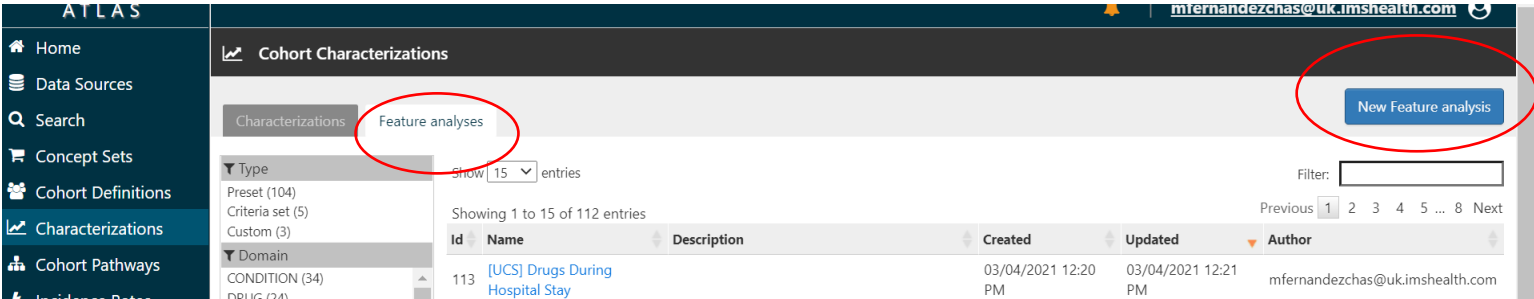 ATLAS
mfernandezchas@uk.imshealth.com
Home
Data Sources
Search
Concept Sets
Cohort Definitions
Characterizations
Cohort Pathways
Incidence Rates
Cohort Characterizations
Characterizations
Feature analyses
New Feature analysis
Type
Preset (104)
Criteria set (5)
Custom (3)
Domain
CONDITION (34)
DRUG (24)
Show 15 entries
Filter:
Showing 1 to 15 of 112 entries
Previous 1 2 3 4 5 ... 8 Next
Id Name Description Created Updated Author
113 [UCS] Drugs During 03/04/2021 12:20 03/04/2021 12:21 mfernandezchas@uk.imshealth.com
Hospital Stay PM PM